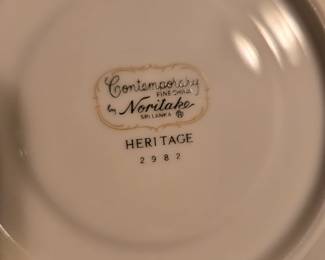 Contemporary
FINE CHINA
by Noritake
SRI LANKA ®
HERITAGE
2982